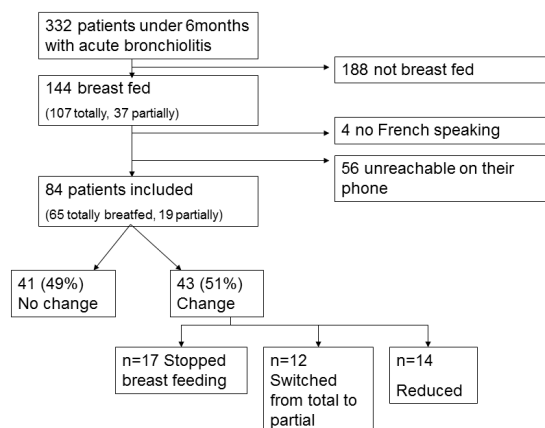 332 patients under 6months
with acute bronchiolitis
188 not breast fed
144 breast fed
(107 totally, 37 partially)
4 no French speaking
56 unreachable on their
phone
84 patients included
(65 totally breatfed, 19 partially)
41 (49%)
No change
43 (51%)
Change
n=17 Stopped
breast feeding
n=12
Switched
from total to
partial
n=14
Reduced